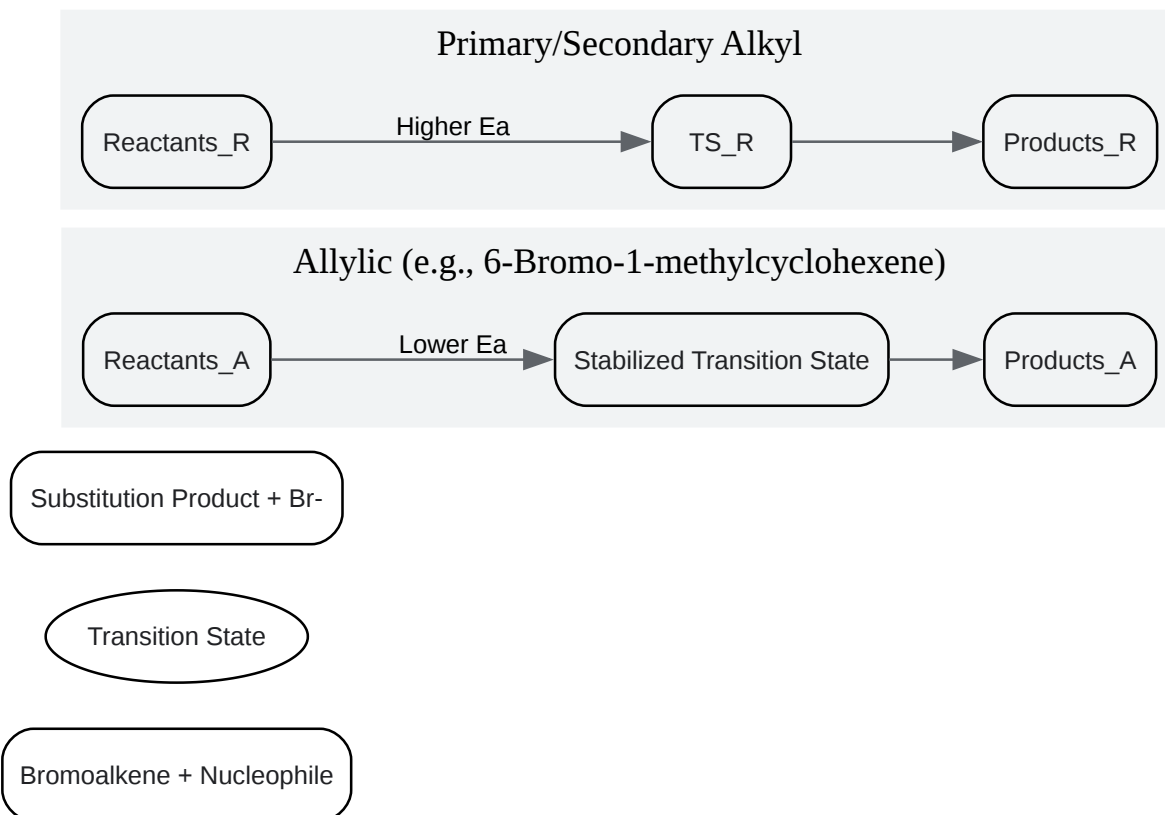 Primary/Secondary Alkyl
Reactants_R
Higher Ea
TS_R
Products_R
Allylic (e.g., 6-Bromo-1-methylcyclohexene)
Reactants_A
Lower Ea
Stabilized Transition State
Products_A
Substitution Product + Br-
Transition State
Bromoalkene + Nucleophile